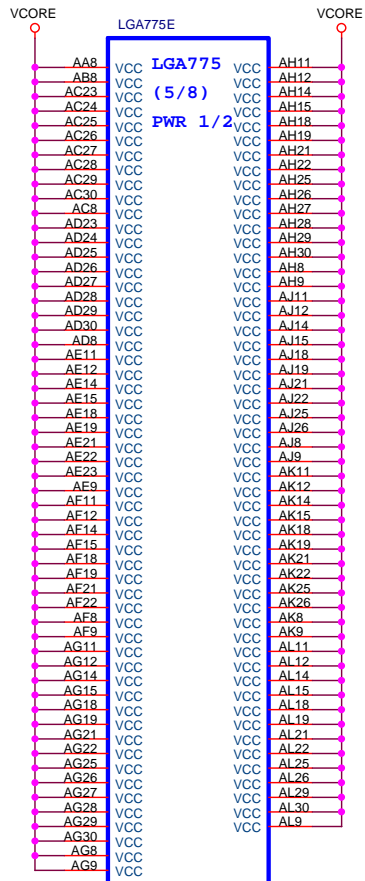 VCORE VCORE
LGA775E
AA8 VCC LGA775 VCC AH11
AB8 VCC VCC AH12
AC23 VCC (5/8) VCC AH14
AC24 VCC VCC AH15
AC25 VCC PWR 1/2 VCC AH18
AC26 VCC VCC AH19
AC27 VCC VCC AH21
AC28 VCC VCC AH22
AC29 VCC VCC AH25
AC30 VCC VCC AH26
AC8 VCC VCC AH27
AD23 VCC VCC AH28
AD24 VCC VCC AH29
AD25 VCC VCC AH30
AD26 VCC VCC AH8
AD27 VCC VCC AH9
AD28 VCC VCC AJ11
AD29 VCC VCC AJ12
AD30 VCC VCC AJ14
AD8 VCC VCC AJ15
AE11 VCC VCC AJ18
AE12 VCC VCC AJ19
AE14 VCC VCC AJ21
AE15 VCC VCC AJ22
AE18 VCC VCC AJ25
AE19 VCC VCC AJ26
AE21 VCC VCC AJ8
AE22 VCC VCC AJ9
AE23 VCC VCC AK11
AE9 VCC VCC AK12
AF11 VCC VCC AK14
AF12 VCC VCC AK15
AF14 VCC VCC AK18
AF15 VCC VCC AK19
AF18 VCC VCC AK21
AF19 VCC VCC AK22
AF21 VCC VCC AK25
AF22 VCC VCC AK26
AF8 VCC VCC AK8
AF9 VCC VCC AK9
AG11 VCC VCC AL11
AG12 VCC VCC AL12
AG14 VCC VCC AL14
AG15 VCC VCC AL15
AG18 VCC VCC AL18
AG19 VCC VCC AL19
AG21 VCC VCC AL21
AG22 VCC VCC AL22
AG25 VCC VCC AL25
AG26 VCC VCC AL26
AG27 VCC VCC AL29
AG28 VCC VCC AL30
AG29 VCC VCC AL9
AG30 VCC
AG8 VCC
AG9 VCC